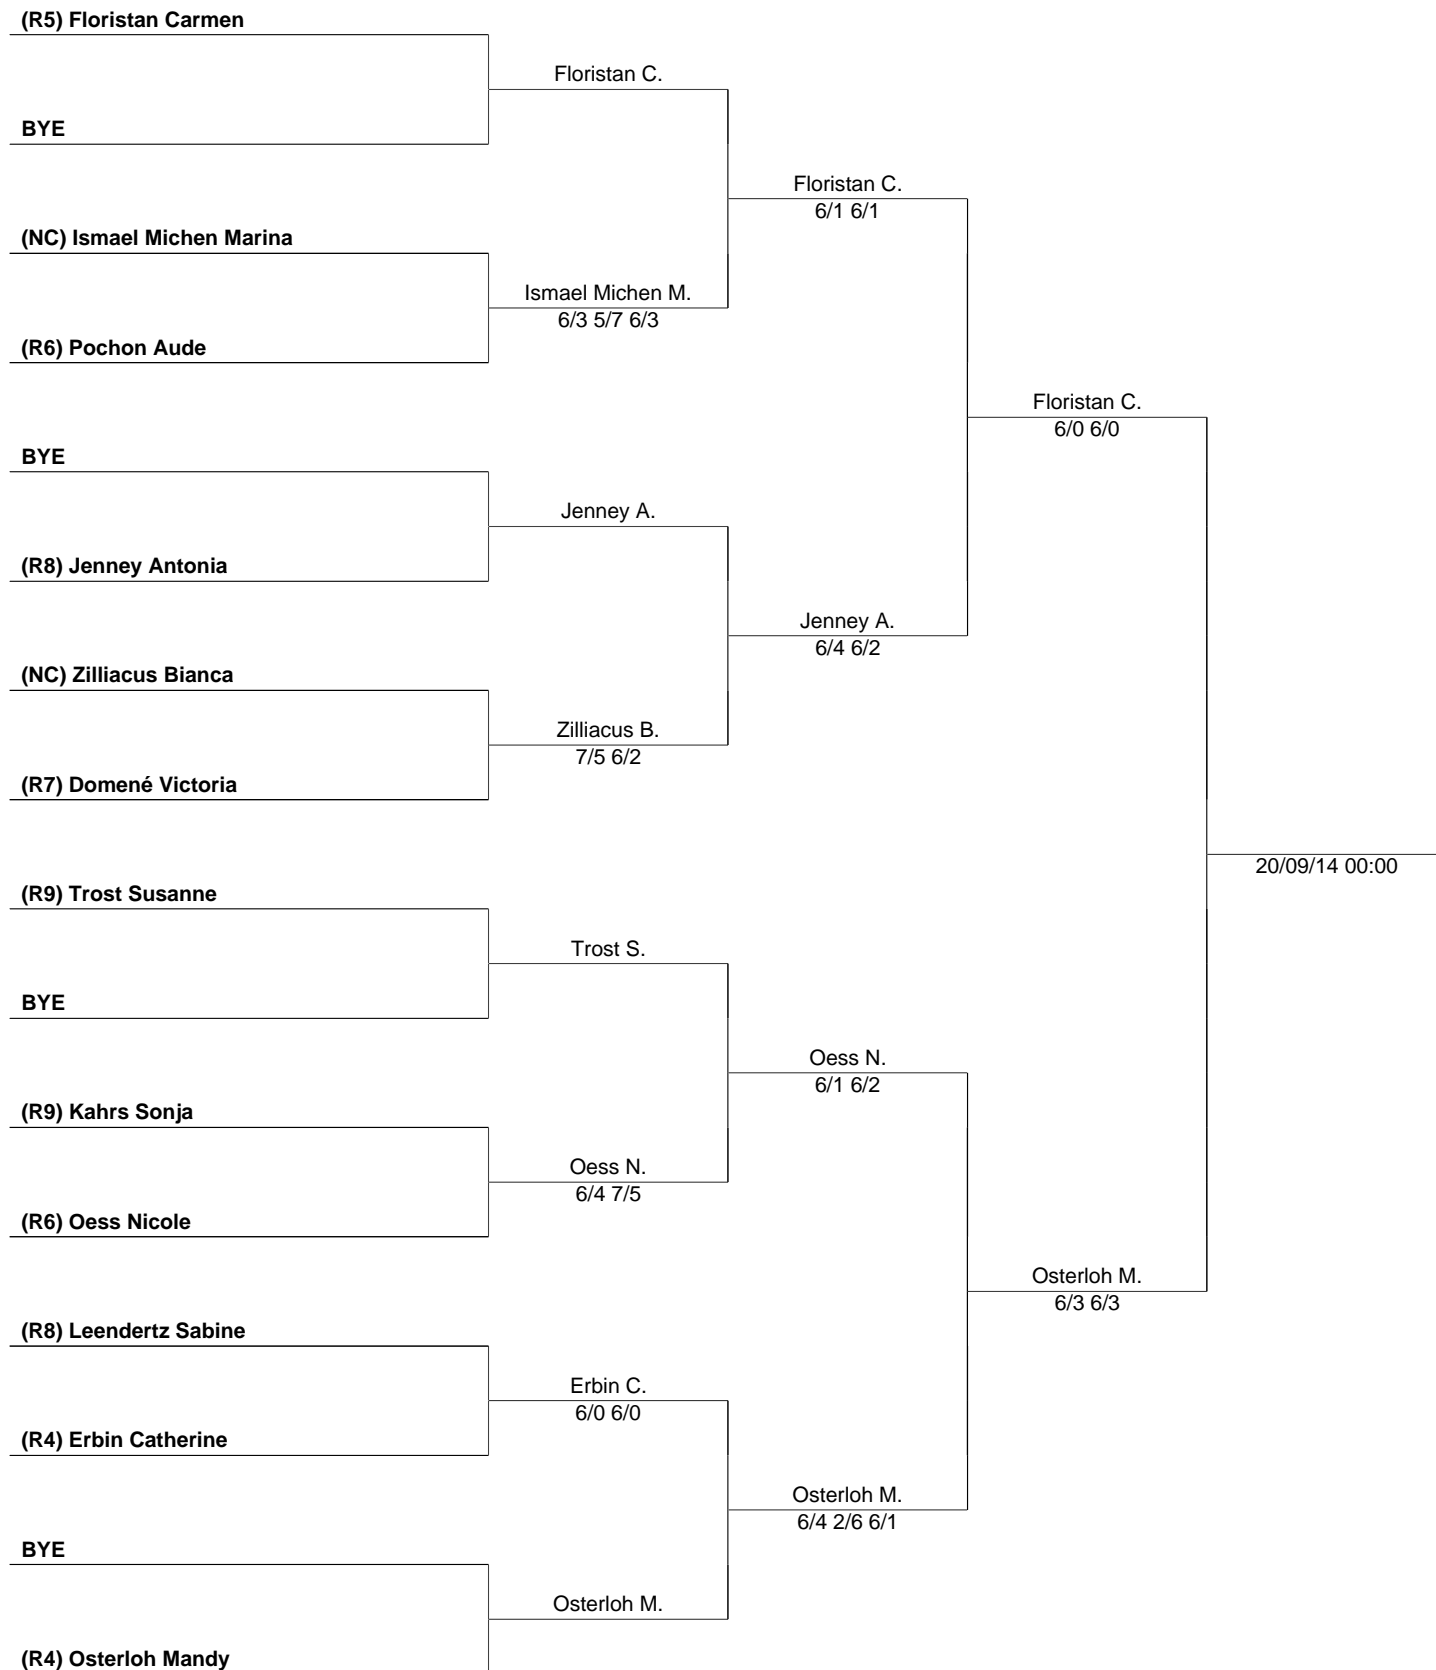 (R5) Floristan Carmen
Floristan C.
BYE
Floristan C.
6/1 6/1
(NC) Ismael Michen Marina
Ismael Michen M.
6/3 5/7 6/3
(R6) Pochon Aude
Floristan C.
6/0 6/0
BYE
Jenney A.
(R8) Jenney Antonia
Jenney A.
6/4 6/2
(NC) Zilliacus Bianca
Zilliacus B.
7/5 6/2
(R7) Domené Victoria
20/09/14 00:00
(R9) Trost Susanne
Trost S.
BYE
Oess N.
6/1 6/2
(R9) Kahrs Sonja
Oess N.
6/4 7/5
(R6) Oess Nicole
Osterloh M.
6/3 6/3
(R8) Leendertz Sabine
Erbin C.
6/0 6/0
(R4) Erbin Catherine
Osterloh M.
6/4 2/6 6/1
BYE
Osterloh M.
(R4) Osterloh Mandy